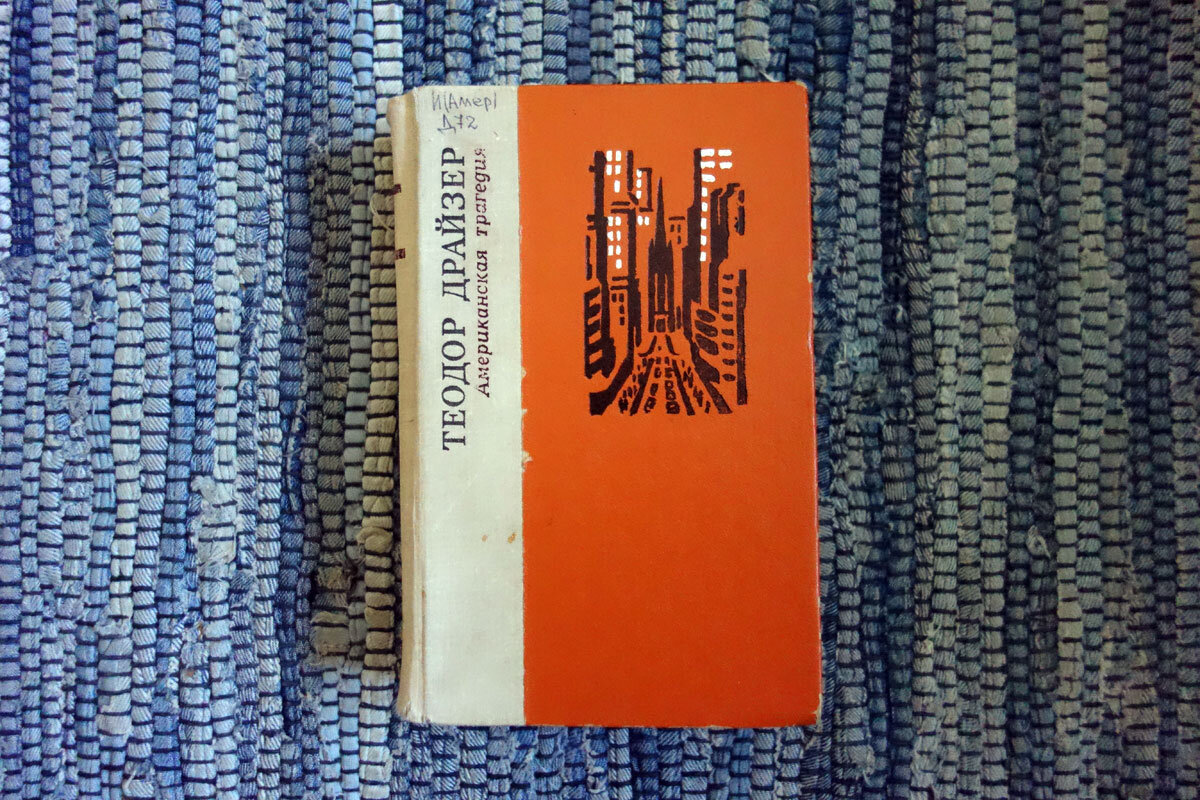 И(Амер)
Д72
ТЕОДОР ДРАЙЗЕР
Американская трагедия